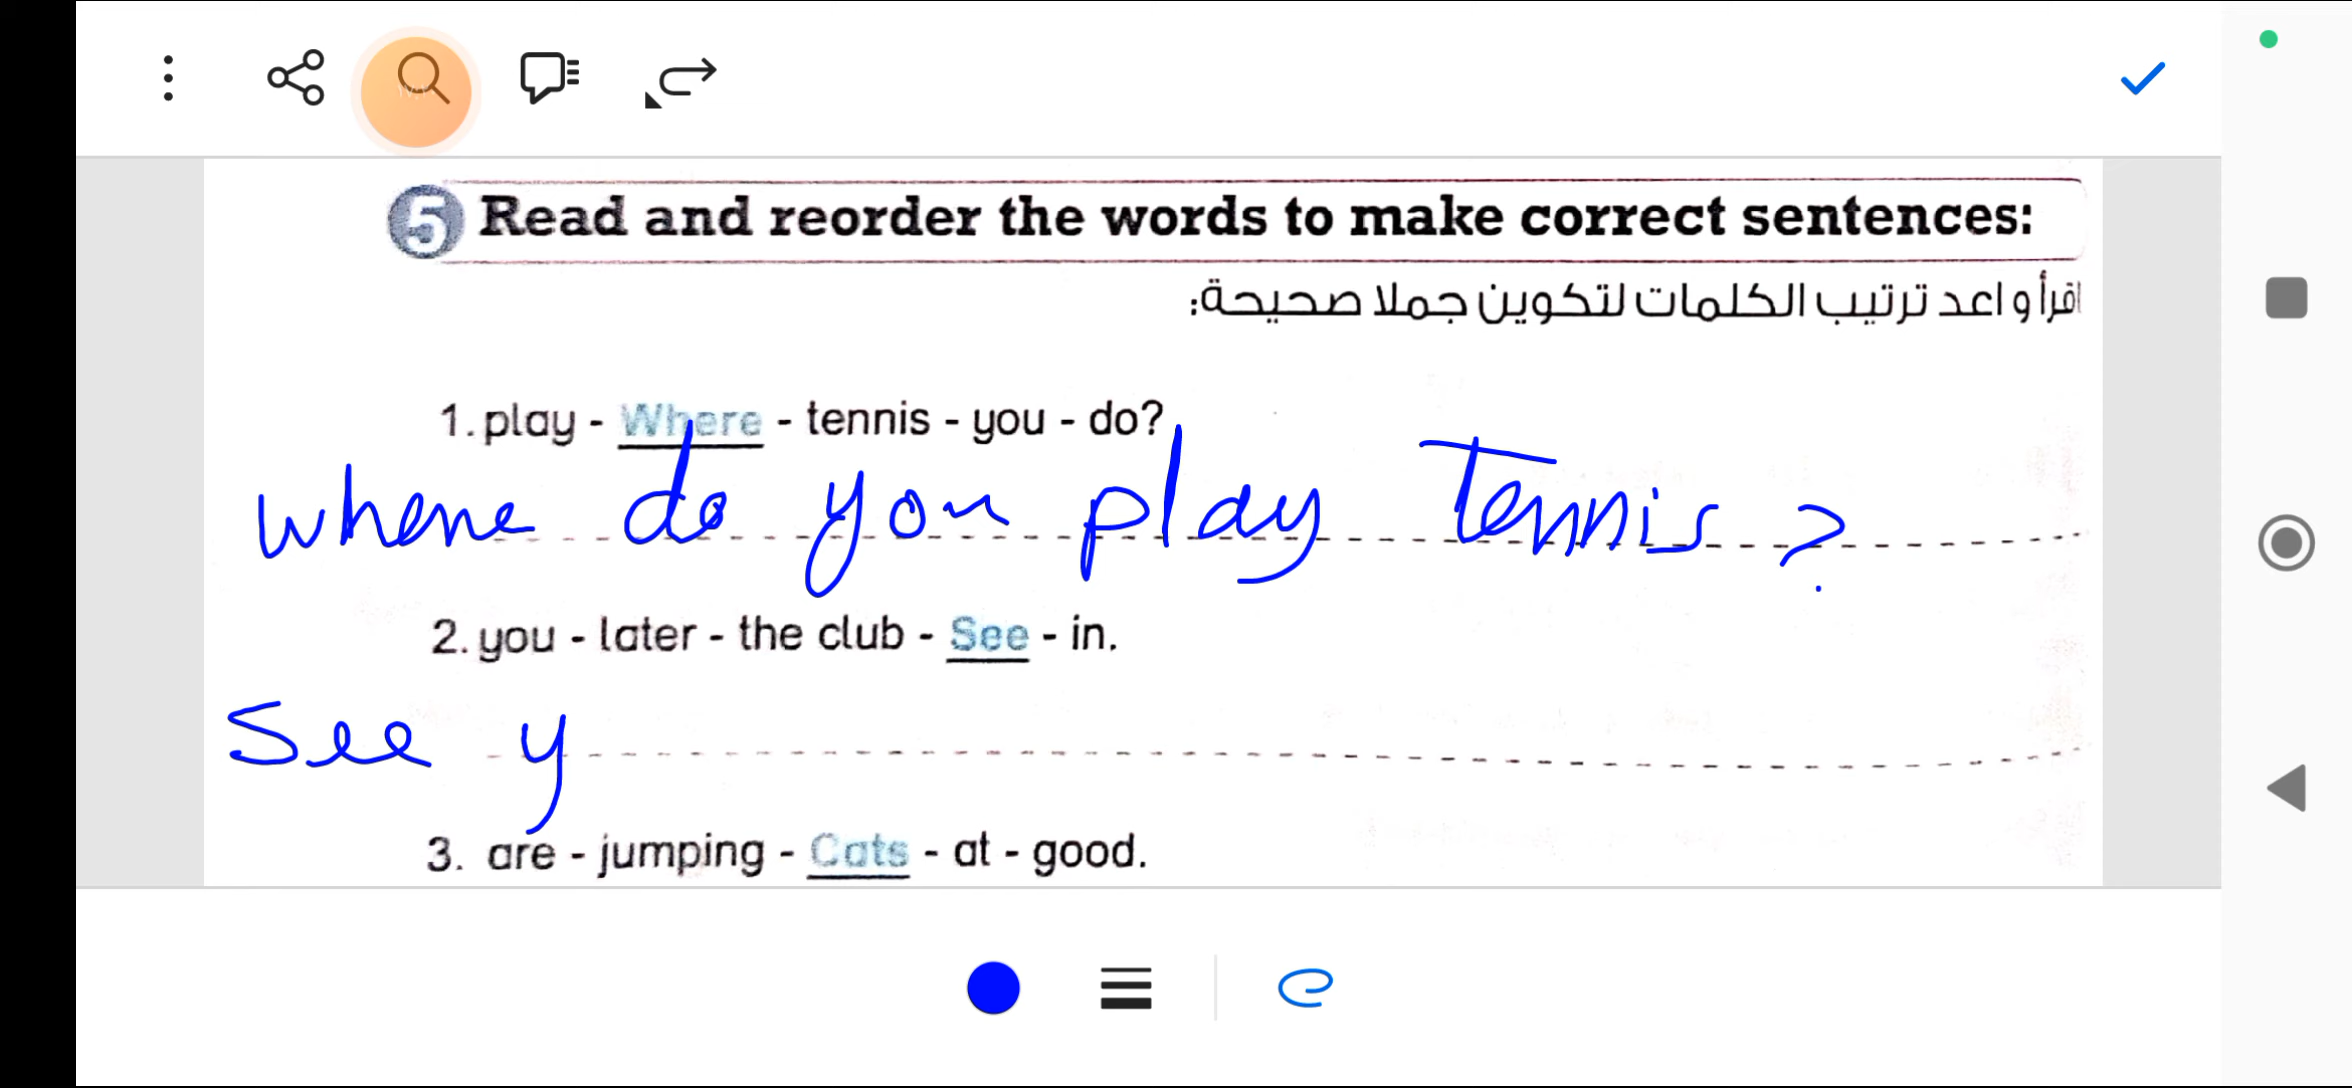 5 Read and reorder the words to make correct sentences:
اقرأ و اعد ترتيب الكلمات لتكوين جملا صحيحة:
1. play - Where - tennis - you - do?
where do you play Tennis ?
2. you - later - the club - See - in.
See y
3. are - jumping - Cats - at - good.